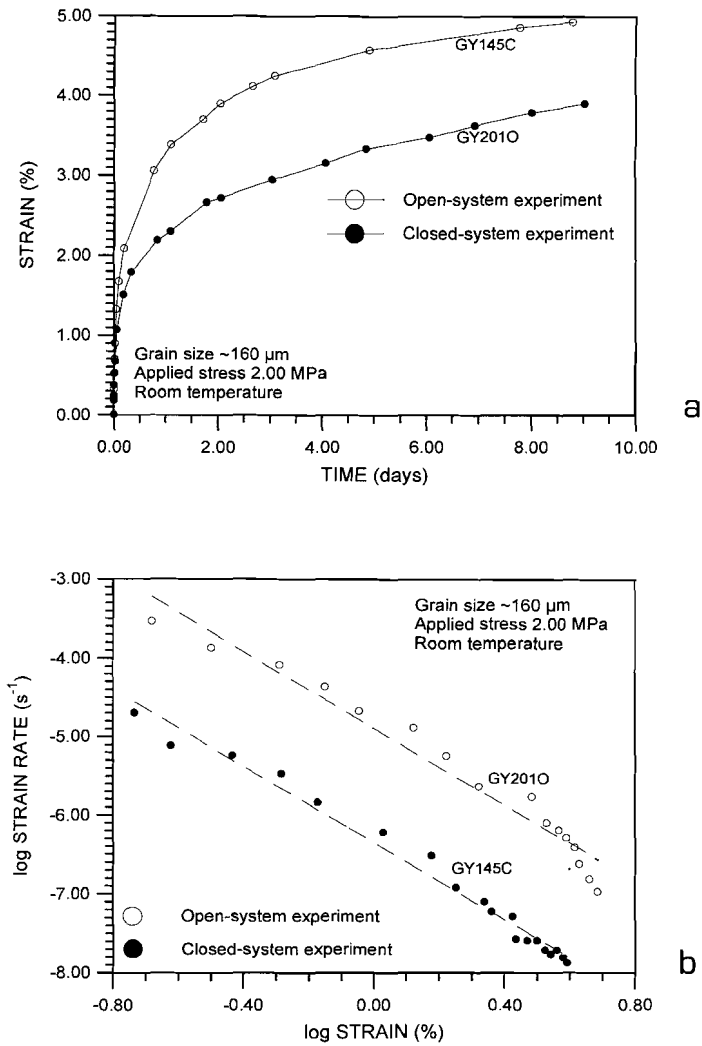 5.00
GY145C
4.00
GY201O
3.00
STRAIN (%)
Open-system experiment
Closed-system experiment
2.00
1.00
Grain size ~160 µm
Applied stress 2.00 MPa
Room temperature
0.00
0.00 2.00 4.00 6.00 8.00 10.00
TIME (days)
a
-3.00
Grain size ~160 µm
Applied stress 2.00 MPa
Room temperature
-4.00
log STRAIN RATE (s⁻¹)
-5.00
GY201O
-6.00
GY145C
-7.00
Open-system experiment
Closed-system experiment
-8.00
-0.80 -0.40 0.00 0.40 0.80
log STRAIN (%)
b